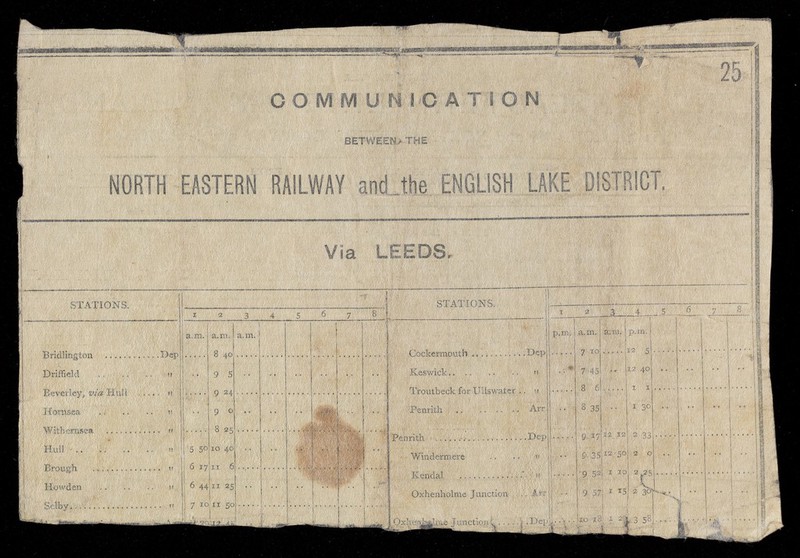 25
COMMUNICATION
BETWEEN THE
NORTH EASTERN RAILWAY and the ENGLISH LAKE DISTRICT.
Via LEEDS.
STATIONS. 1 2 3 4 5 6 7 8
a.m. a.m. a.m.
Bridlington ............ Dep ..... 8 40
Driffield .. .. .. " .. 9 5
Beverley, via Hull ..... " ..... 9 24
Hornsea .. .. .. " .. 9 0
Withernsea ............ " ..... 8 25
Hull .. .. .. .. " 5 50 10 40
Brough ............ " 6 17 11 6
Howden .. .. .. " 6 44 11 25
Selby .................. " 7 10 11 50
STATIONS. 1 2 3 4 5 6 7 8
p.m. a.m. a.m. p.m.
Cockermouth ............ Dep ..... 7 10 ..... 12 5
Keswick .. .. .. " .. 7 45 .. 12 40
Troutbeck for Ullswater .. " ..... 8 6 ..... 1 1
Penrith .. .. .. Arr .. 8 35 .. 1 30
Penrith .................. Dep ..... 9 17 12 12 2 33
Windermere .. .. " .. 9 35 12 50 2 0
Kendal ............ " ..... 9 52 1 10 2 25
Oxenholme Junction .. Arr .. 9 57 1 15 2 30
Junction ..... Dep